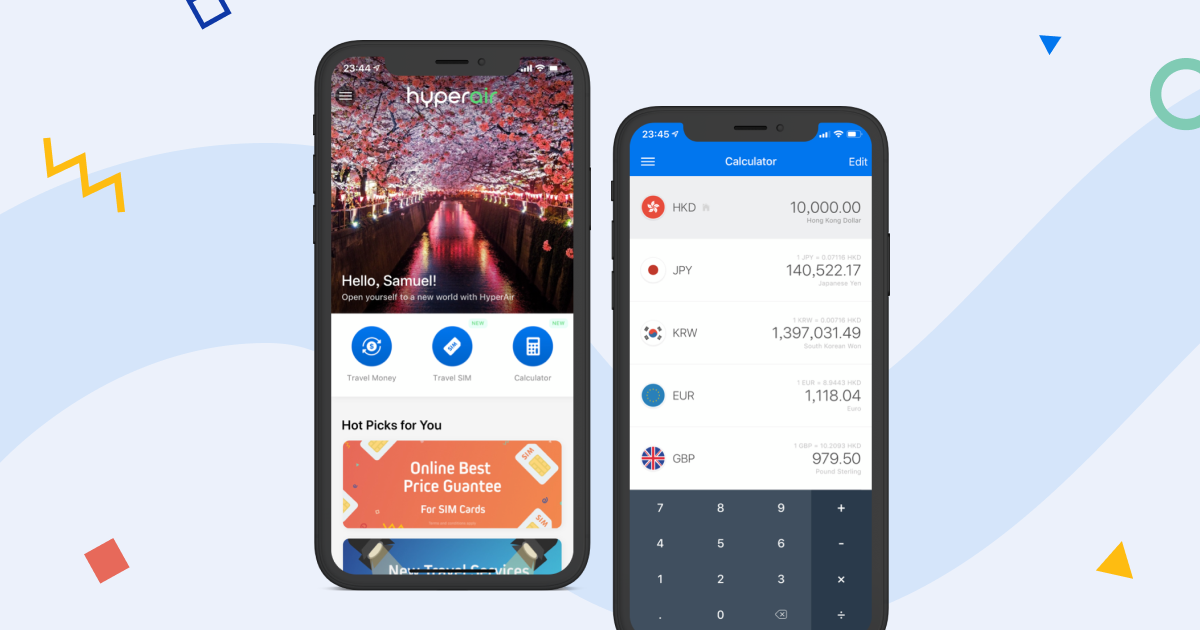 23:44
hyperair
Hello, Samuel!
Open yourself to a new world with HyperAir
NEW
NEW
SIM
Travel Money
Travel SIM
Calculator
Hot Picks for You
SIM
Online Best
Price Guantee
For SIM Cards
SIM
New Travel Services
23:45
Calculator
Edit
HKD
10,000.00
Hong Kong Dollar
1 JPY = 0.07116 HKD
JPY
140,522.17
Japanese Yen
1 KRW = 0.00716 HKD
KRW
1,397,031.49
South Korean Won
1 EUR = 8.9443 HKD
EUR
1,118.04
Euro
1 GBP = 10.2093 HKD
GBP
979.50
Pound Sterling
7 8 9 +
4 5 6 -
1 2 3 ×
. 0 ÷